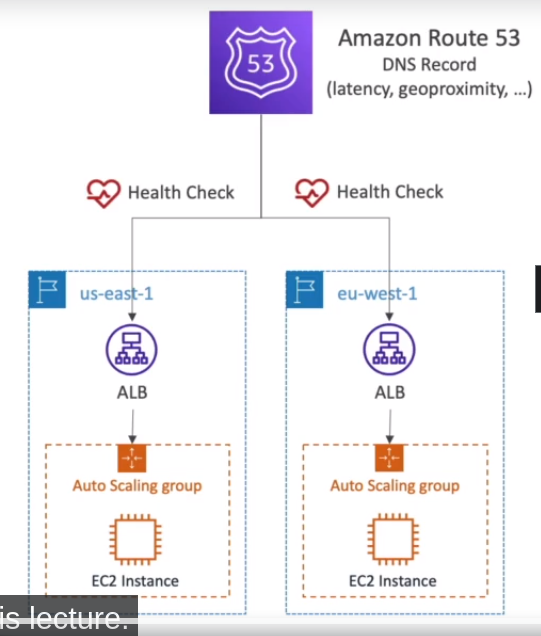 53
Amazon Route 53
DNS Record
(latency, geoproximity, ...)
Health Check
Health Check
us-east-1
eu-west-1
ALB
ALB
Auto Scaling group
Auto Scaling group
EC2 Instance
EC2 Instance
is lecture.